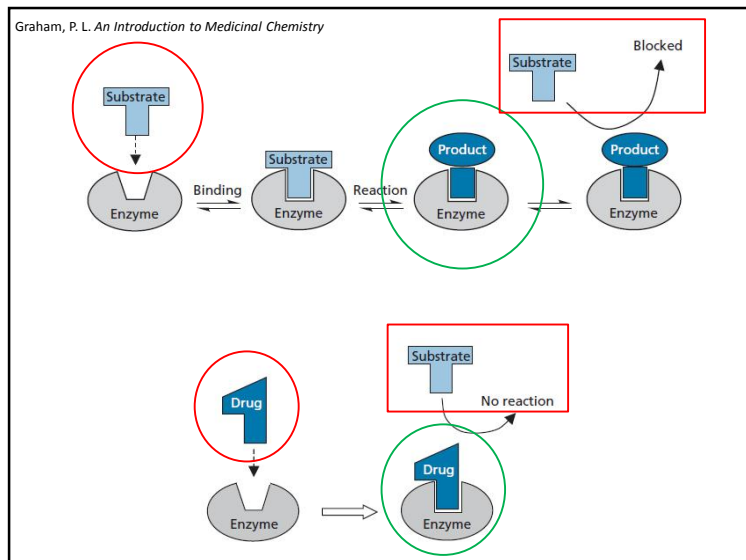 Graham, P. L. An Introduction to Medicinal Chemistry
Blocked
Substrate
Substrate
Substrate
Product
Product
Binding
Reaction
Enzyme
Enzyme
Enzyme
Enzyme
Substrate
Drug
No reaction
Drug
Enzyme
Enzyme